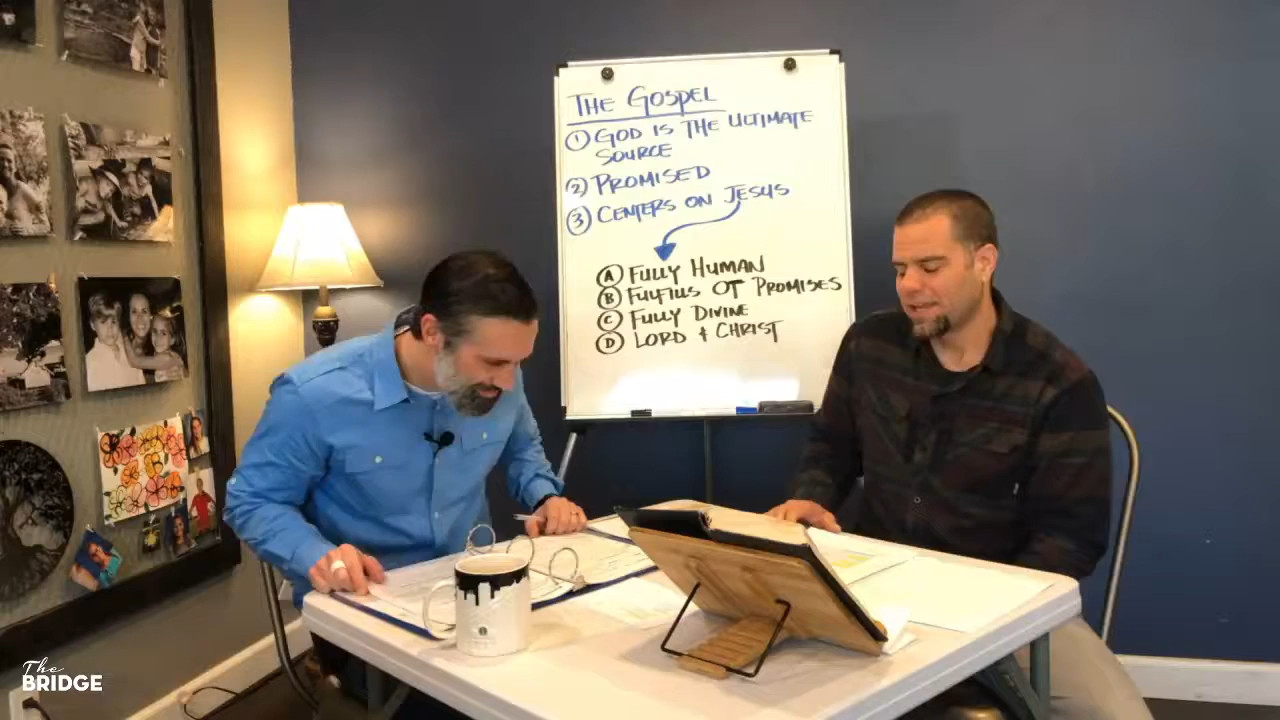 THE GOSPEL
① GOD IS THE ULTIMATE
SOURCE
② PROMISED
③ CENTERS ON JESUS
Ⓐ FULLY HUMAN
Ⓑ FULFILLS OT PROMISES
Ⓒ FULLY DIVINE
Ⓓ LORD + CHRIST
The
BRIDGE